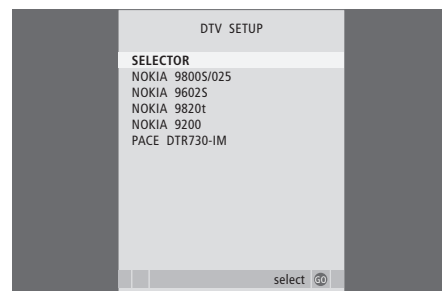 DTV SETUP
SELECTOR
NOKIA 9800S/025
NOKIA 9602S
NOKIA 9820t
NOKIA 9200
PACE DTR730-IM
select GO